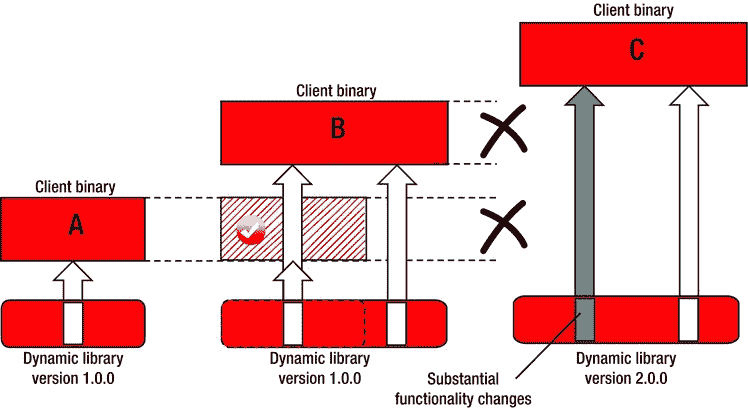 Client binary
C
Client binary
B
Client binary
A
Dynamic library
version 1.0.0
Dynamic library
version 1.0.0
Dynamic library
version 2.0.0
Substantial
functionality changes